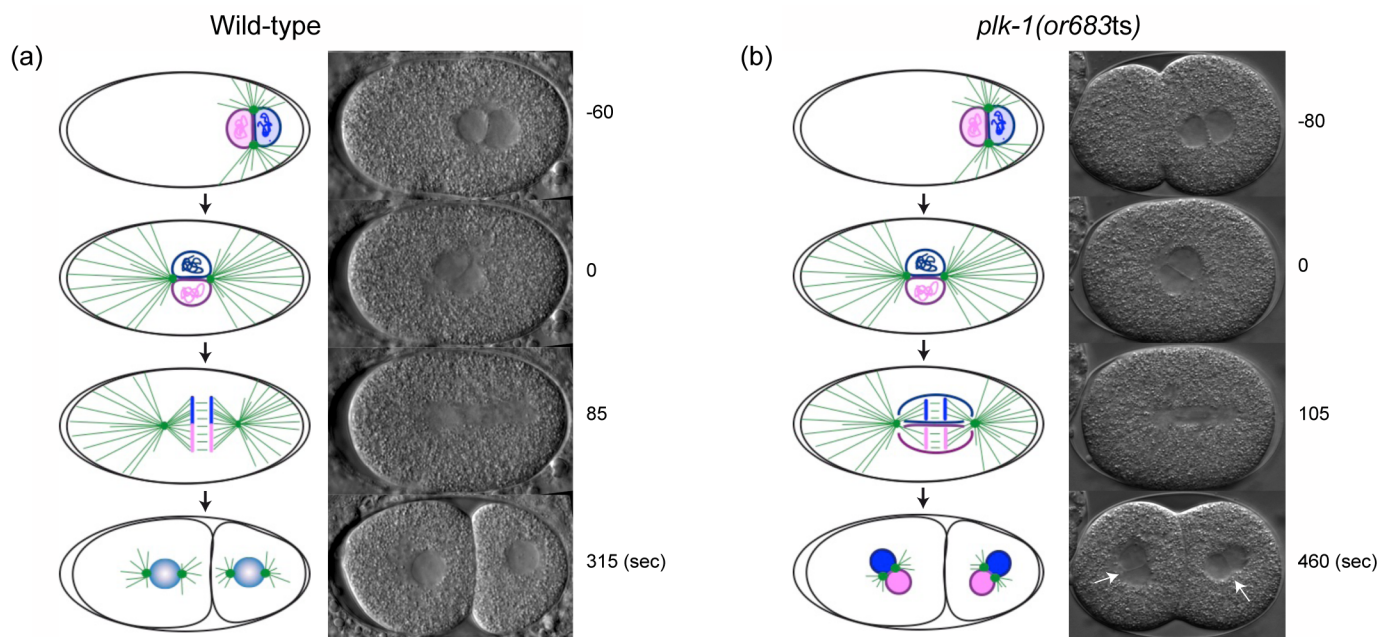 Wild-type
plk-1(or683ts)
(a)
(b)
-60
0
85
315 (sec)
-80
0
105
460 (sec)